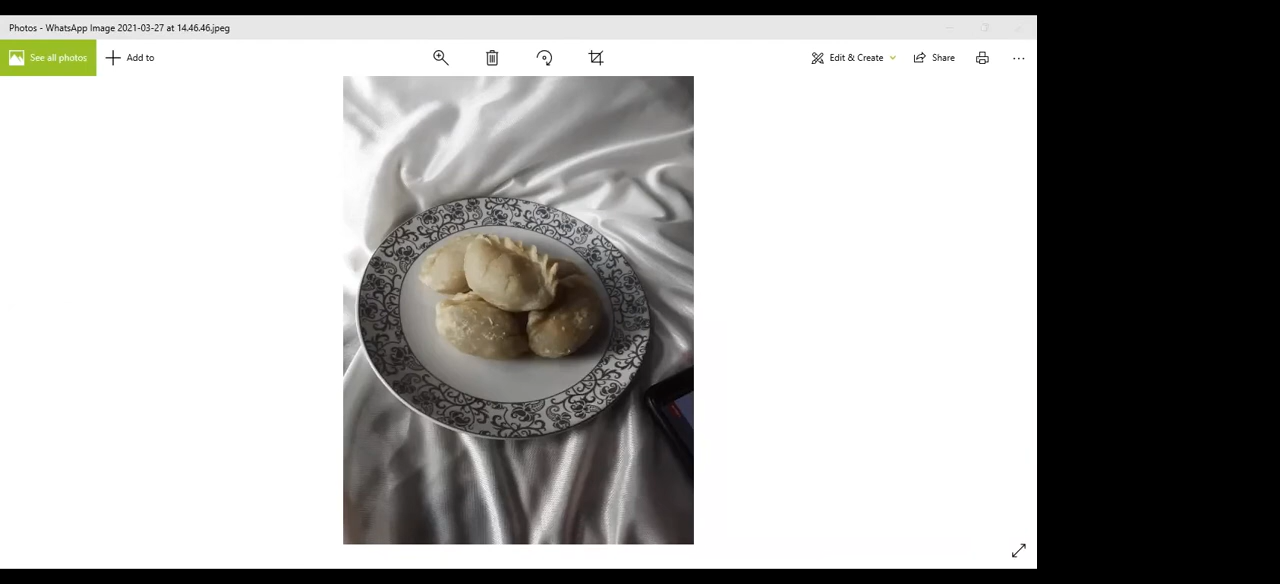 Photos - WhatsApp Image 2021-03-27 at 14.46.46.jpeg
See all photos
Add to
Edit & Create
Share